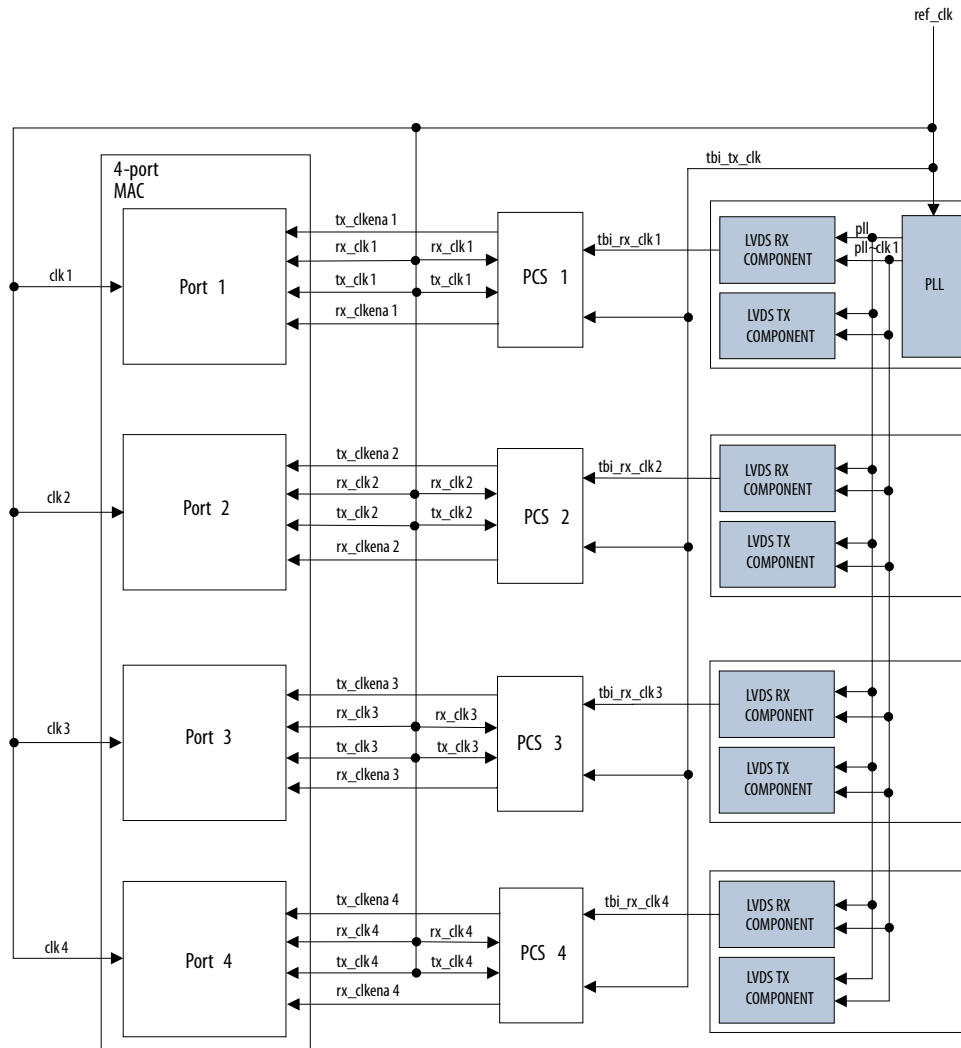 ref_clk
4-port
MAC
tbi_tx_clk
tx_clkena 1
rx_clk 1
rx_clk 1
tx_clk 1
tx_clk 1
rx_clkena 1
clk 1
Port 1
PCS 1
tbi_rx_clk 1
LVDS RX
COMPONENT
LVDS TX
COMPONENT
pll
pll~clk 1
PLL
tx_clkena 2
rx_clk 2
rx_clk 2
tx_clk 2
tx_clk 2
rx_clkena 2
clk 2
Port 2
PCS 2
tbi_rx_clk 2
LVDS RX
COMPONENT
LVDS TX
COMPONENT
tx_clkena 3
rx_clk 3
rx_clk 3
tx_clk 3
tx_clk 3
rx_clkena 3
clk 3
Port 3
PCS 3
tbi_rx_clk 3
LVDS RX
COMPONENT
LVDS TX
COMPONENT
tx_clkena 4
rx_clk 4
rx_clk 4
tx_clk 4
tx_clk 4
rx_clkena 4
clk 4
Port 4
PCS 4
tbi_rx_clk 4
LVDS RX
COMPONENT
LVDS TX
COMPONENT